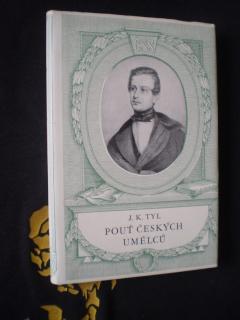 J. K. TYL
POUŤ ČESKÝCH
UMĚLCŮ